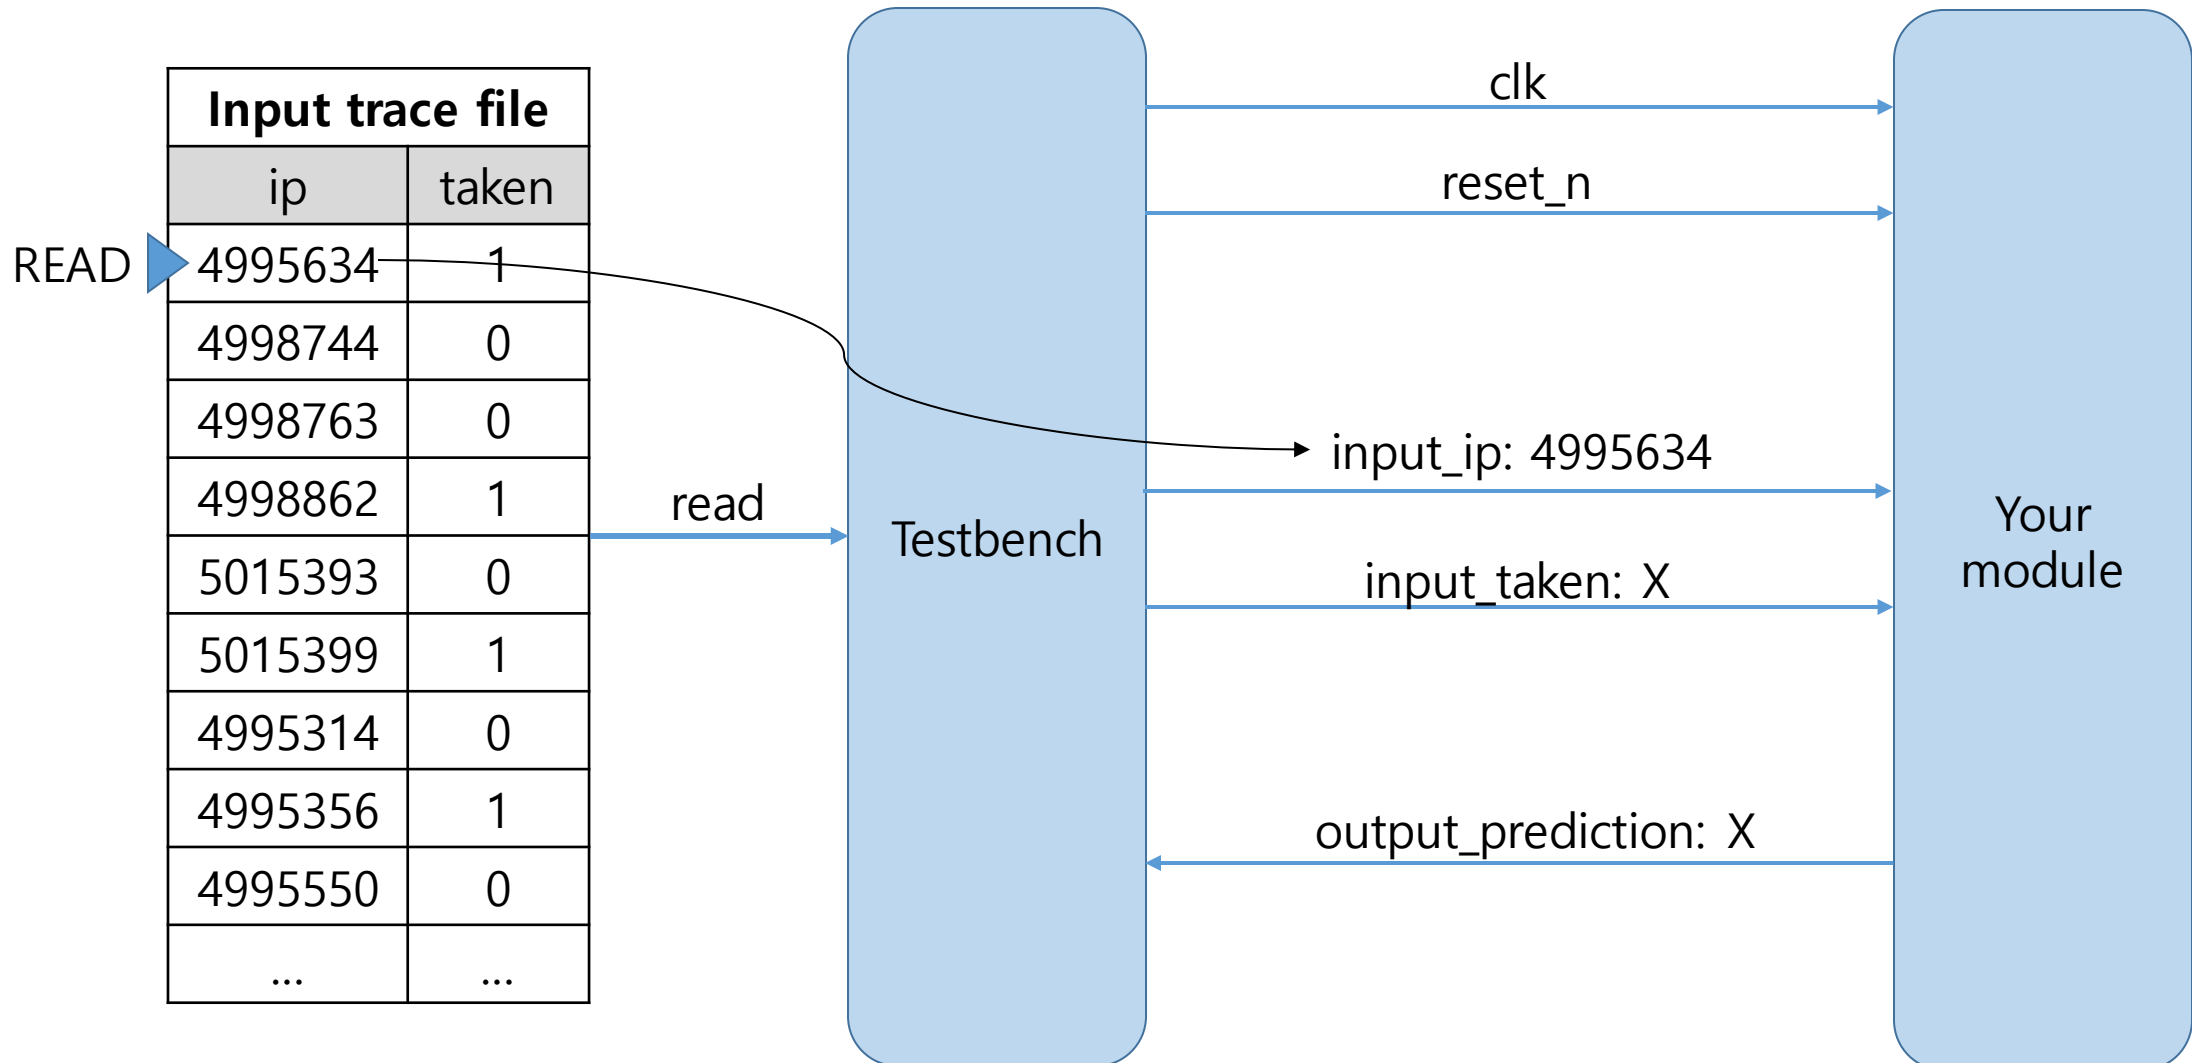 Input trace file
ip taken
READ 4995634 1
4998744 0
4998763 0
4998862 1
5015393 0
5015399 1
4995314 0
4995356 1
4995550 0
... ...
read
Testbench
clk
reset_n
input_ip: 4995634
input_taken: X
output_prediction: X
Your
module